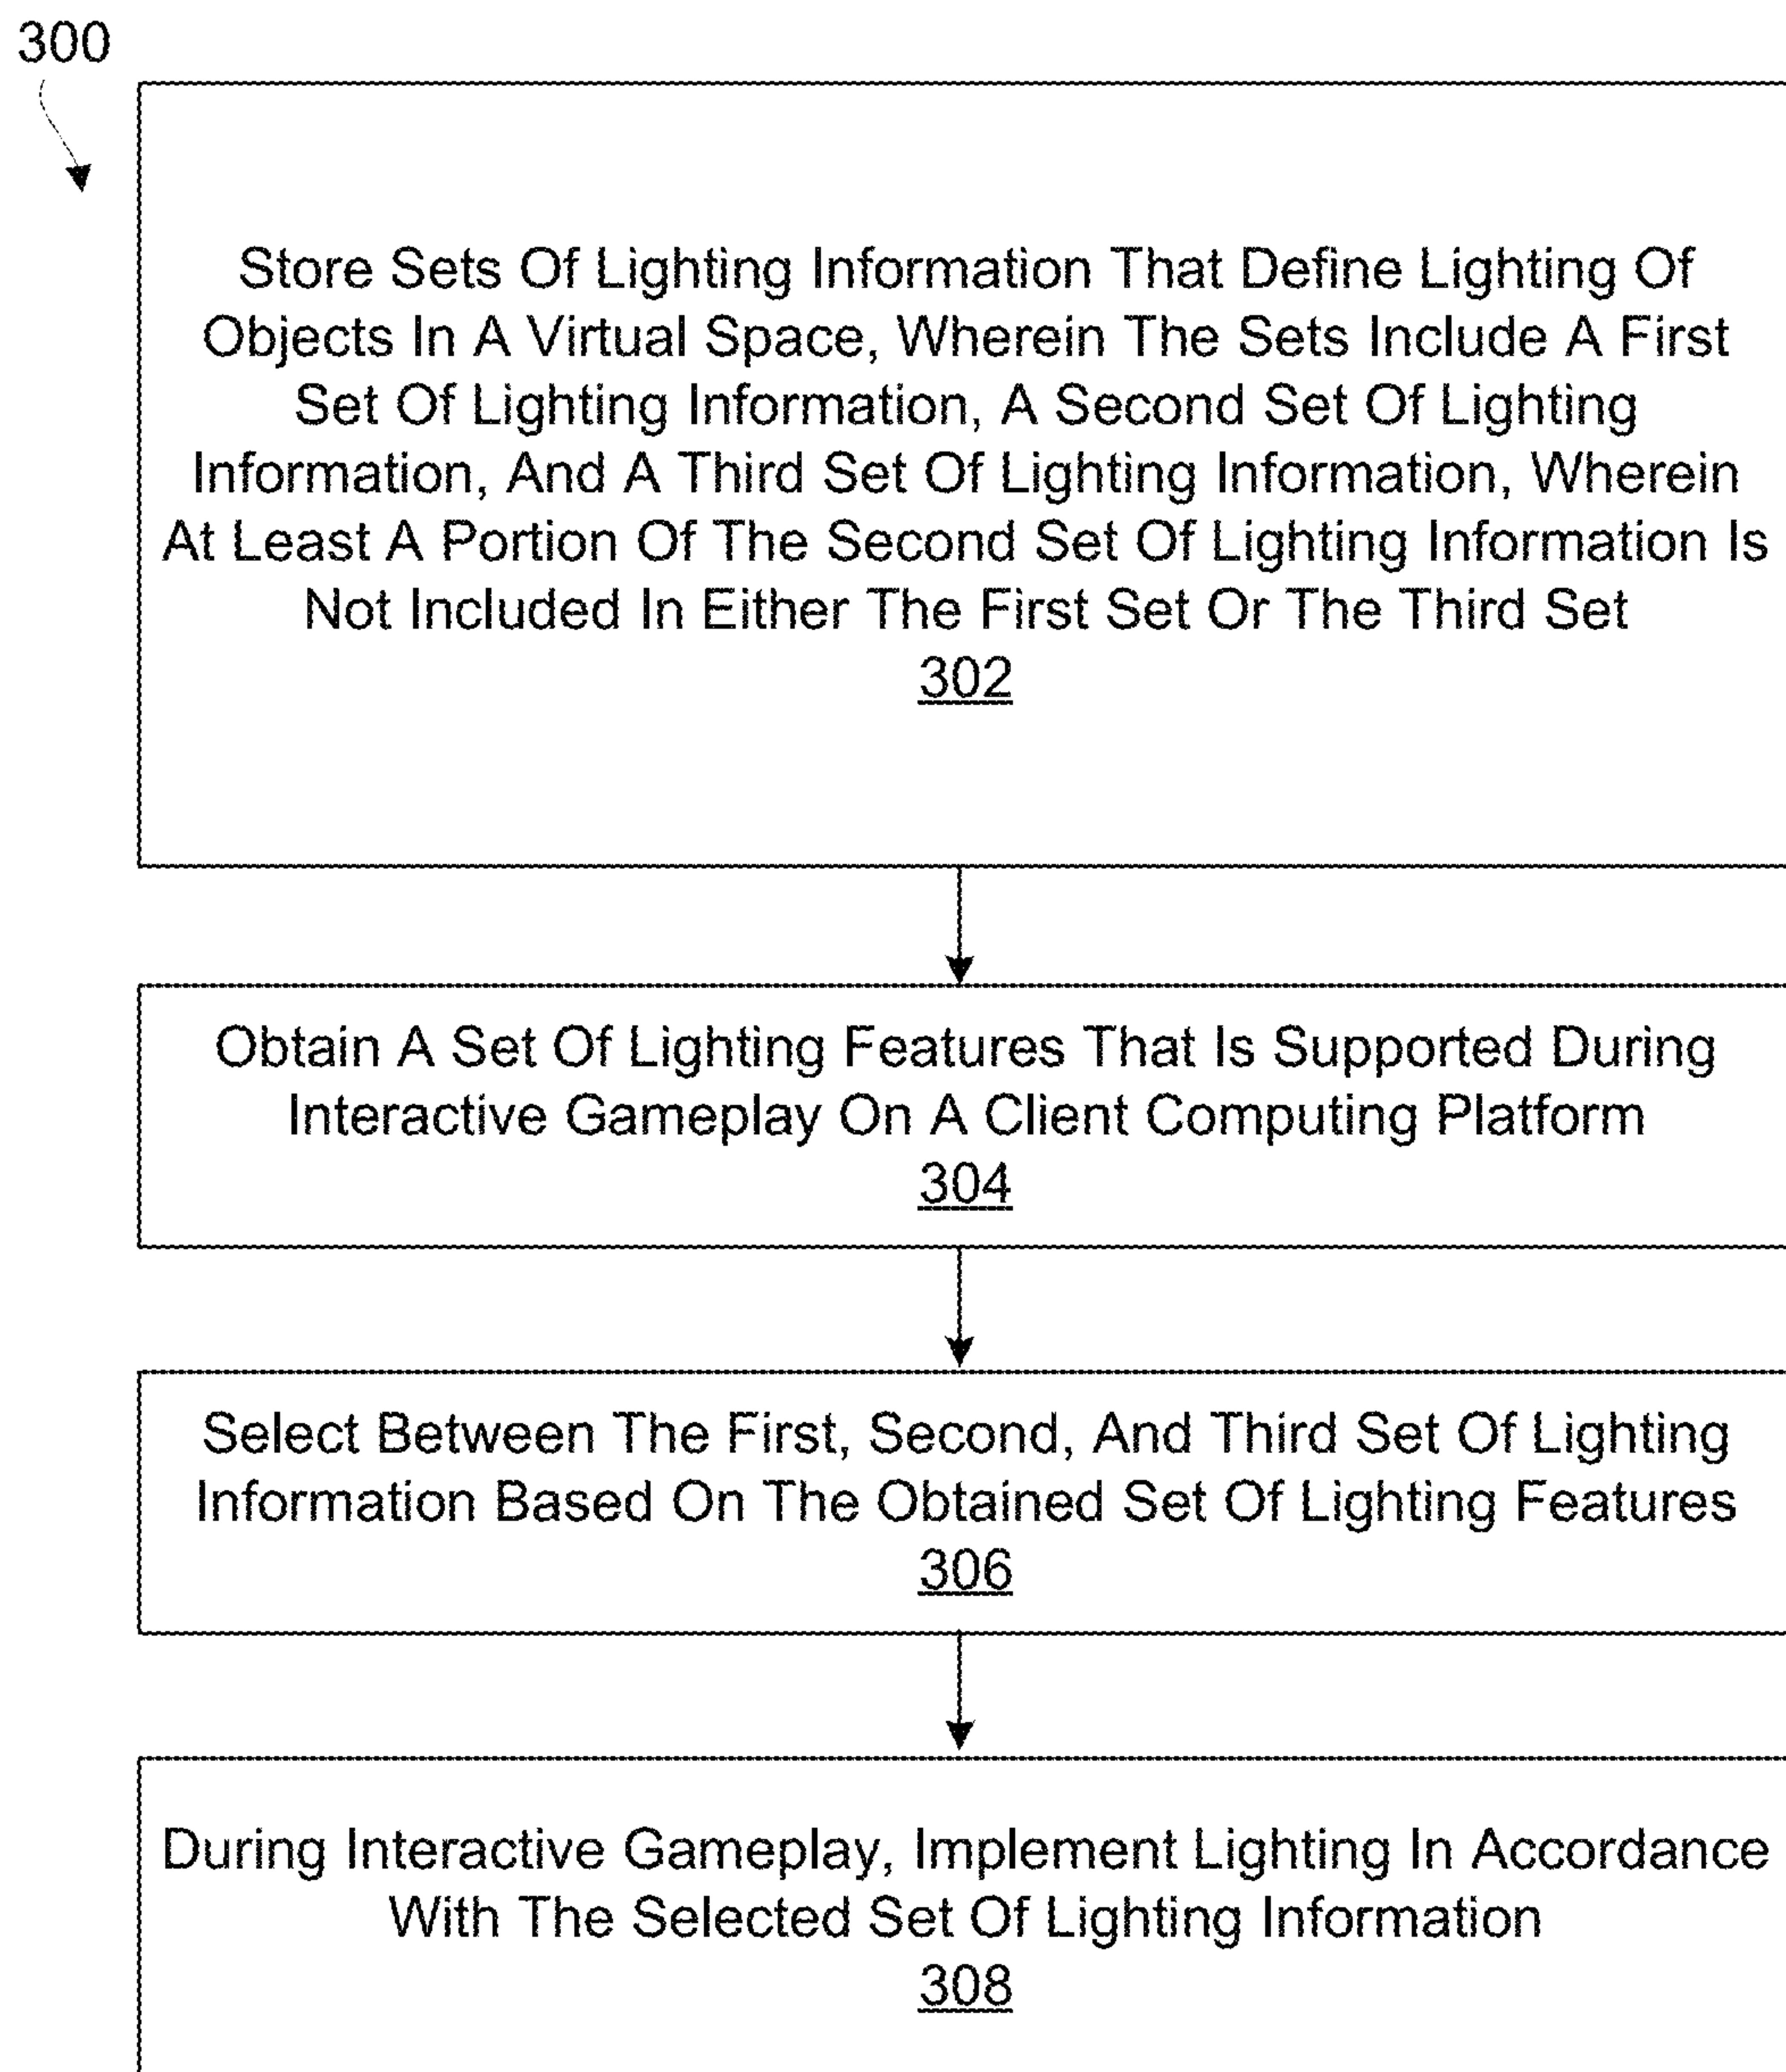 300
Store Sets Of Lighting Information That Define Lighting Of
Objects In A Virtual Space, Wherein The Sets Include A First
Set Of Lighting Information, A Second Set Of Lighting
Information, And A Third Set Of Lighting Information, Wherein
At Least A Portion Of The Second Set Of Lighting Information Is
Not Included In Either The First Set Or The Third Set
302
Obtain A Set Of Lighting Features That Is Supported During
Interactive Gameplay On A Client Computing Platform
304
Select Between The First, Second, And Third Set Of Lighting
Information Based On The Obtained Set Of Lighting Features
306
During Interactive Gameplay, Implement Lighting In Accordance
With The Selected Set Of Lighting Information
308